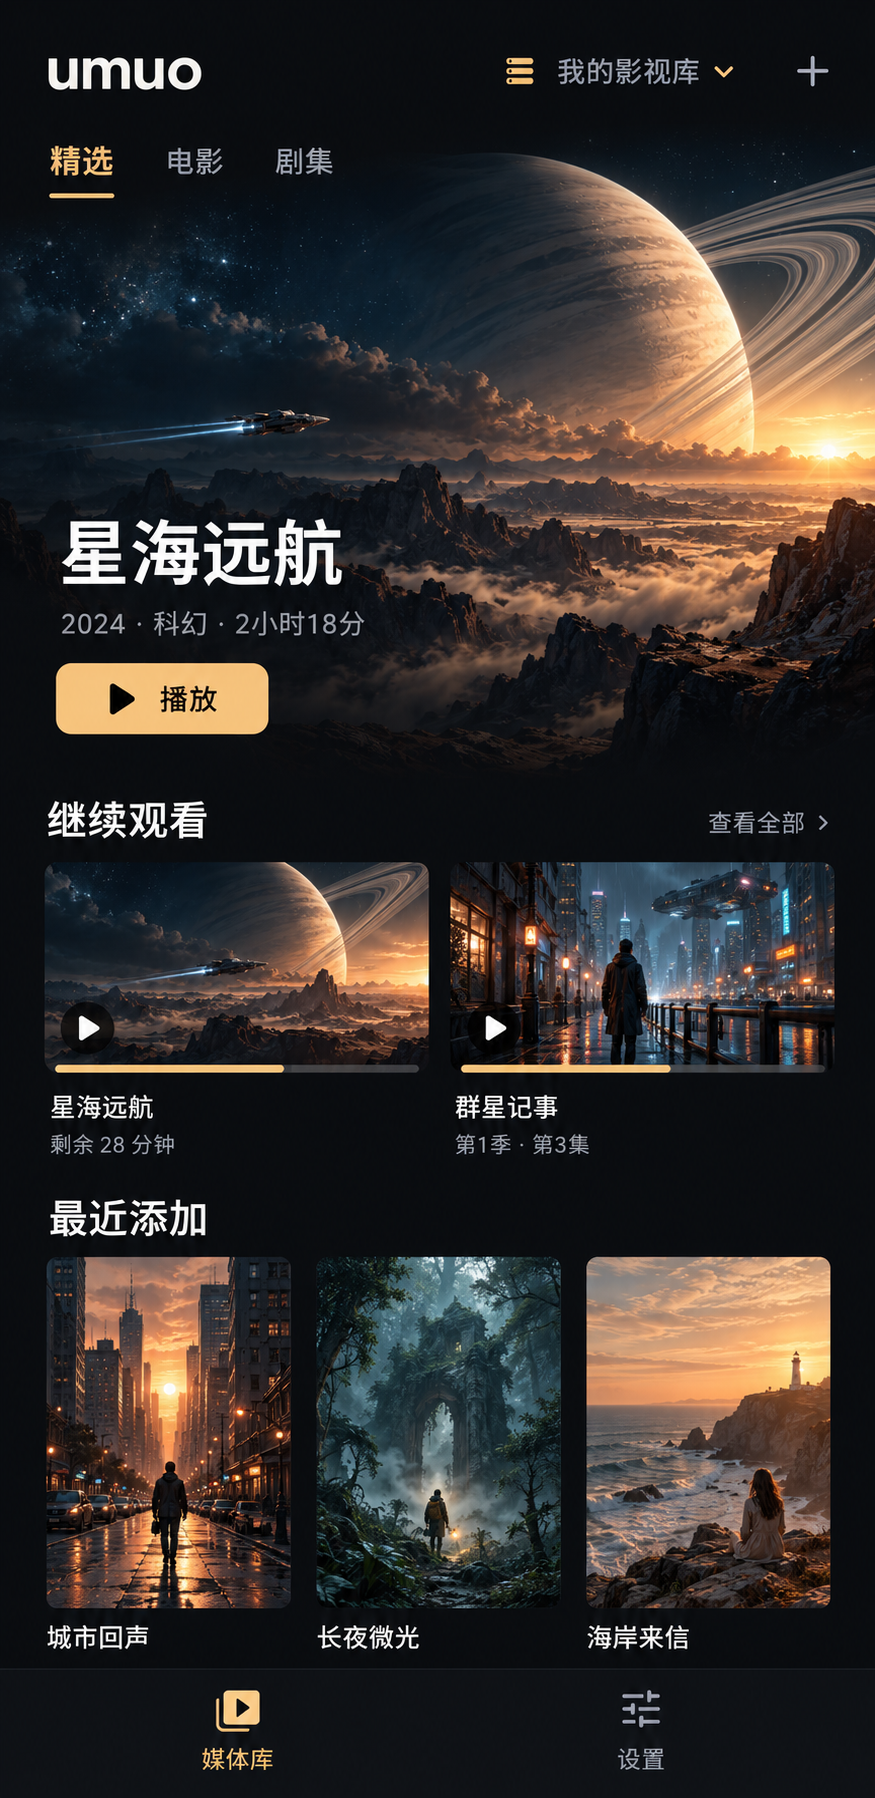 umuo
我的影视库
精选 电影 剧集
星海远航
2024 · 科幻 · 2小时18分
播放
继续观看
查看全部
星海远航
剩余 28 分钟
群星记事
第1季 · 第3集
最近添加
城市回声
长夜微光
海岸来信
媒体库
设置